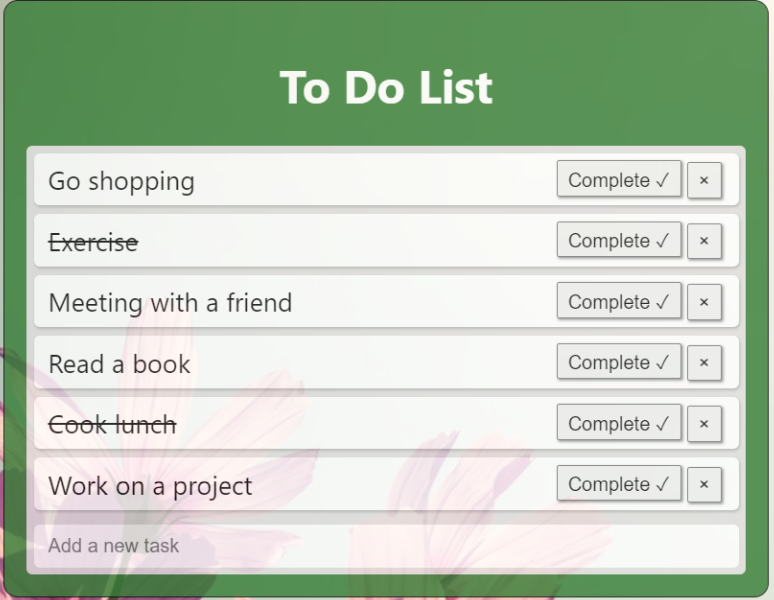 To Do List
Go shopping Complete ✓ ×
Exercise Complete ✓ ×
Meeting with a friend Complete ✓ ×
Read a book Complete ✓ ×
Cook lunch Complete ✓ ×
Work on a project Complete ✓ ×
Add a new task